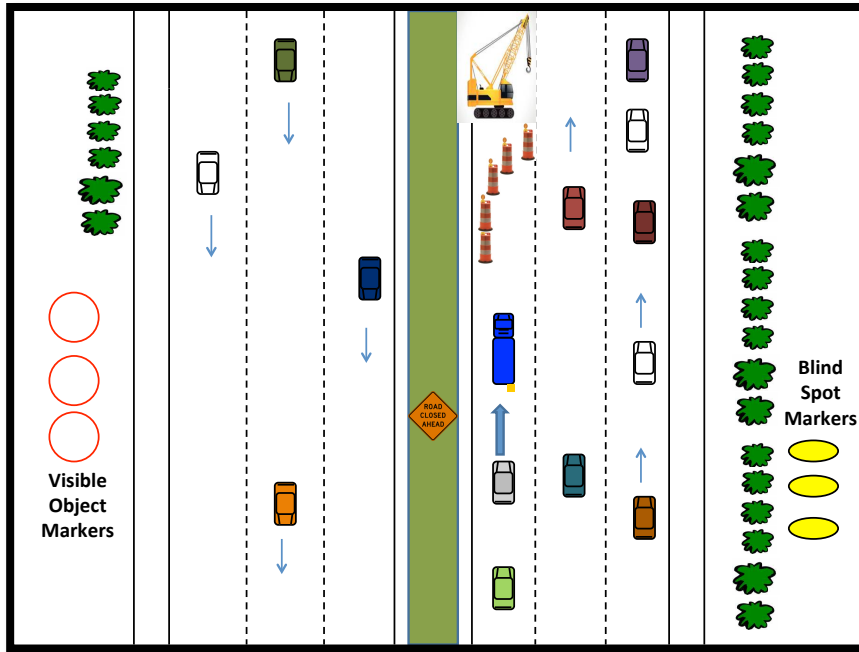 ROAD
CLOSED
AHEAD
Visible
Object
Markers
Blind
Spot
Markers